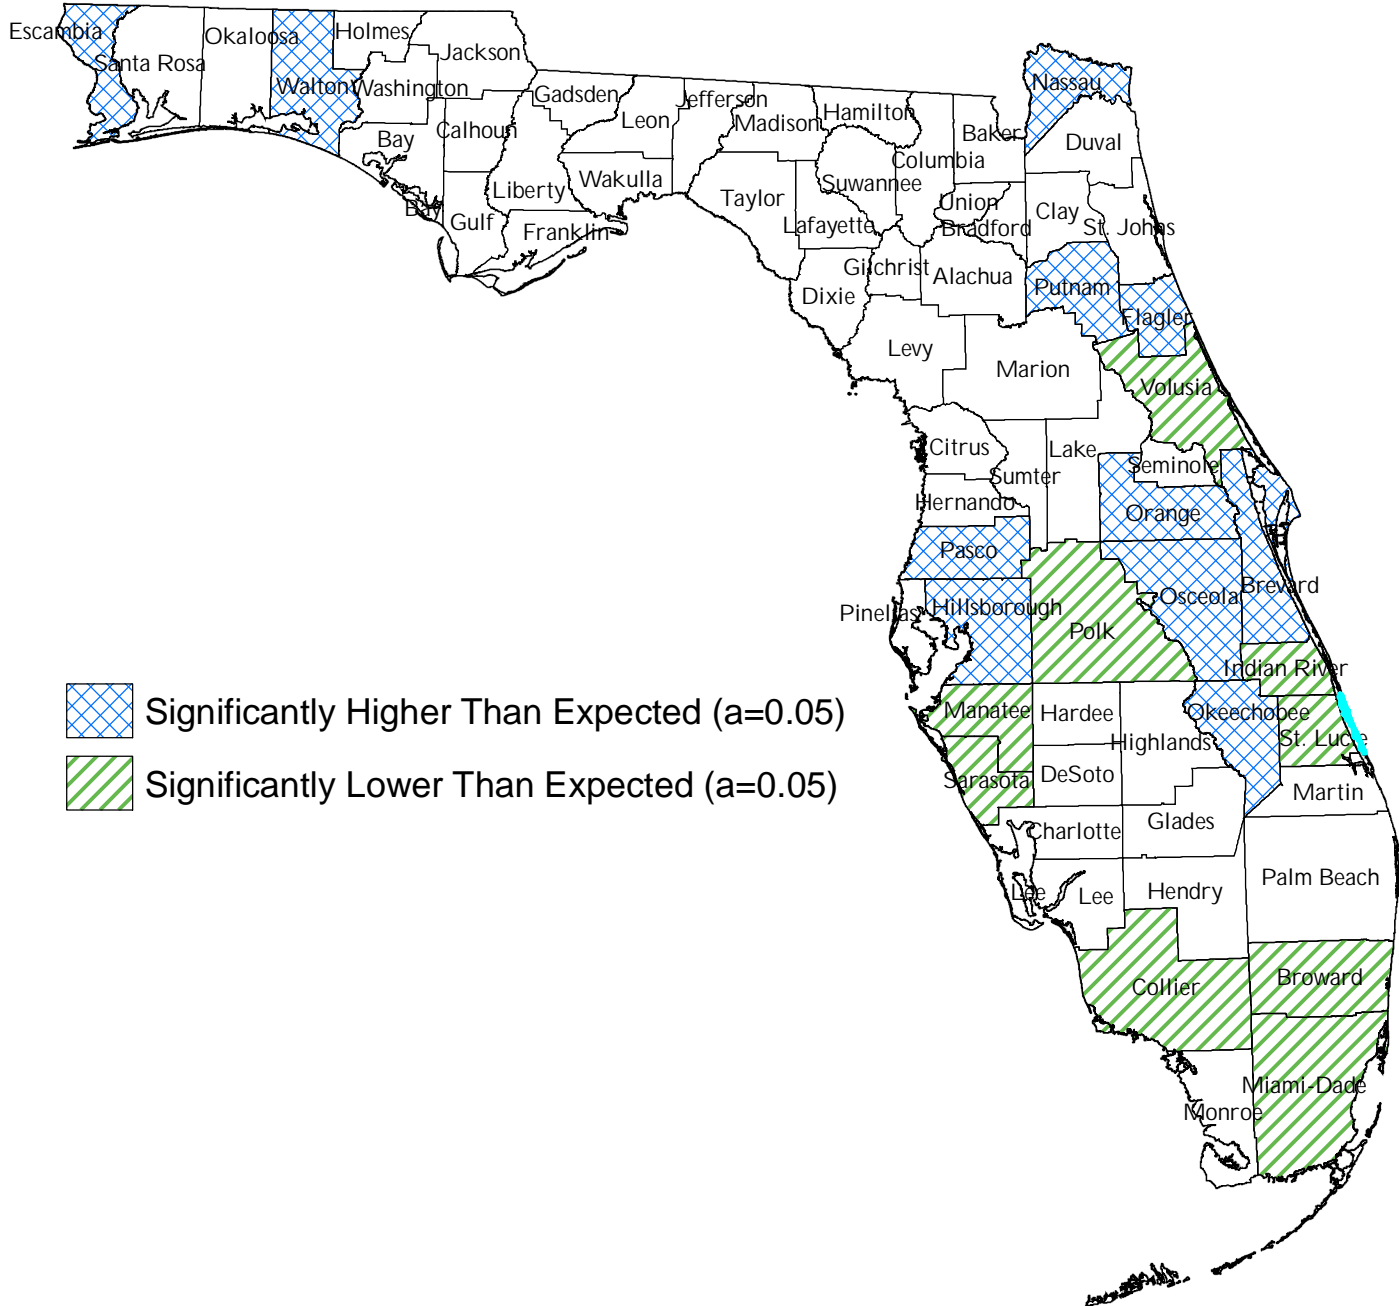 Escambia
Santa Rosa
Okaloosa
Walton
Holmes
Washington
Jackson
Bay
Calhoun
Bay
Gulf
Liberty
Gadsden
Franklin
Leon
Wakulla
Jefferson
Madison
Taylor
Hamilton
Suwannee
Lafayette
Columbia
Baker
Nassau
Duval
Union
Bradford
Clay
St. Johns
Gilchrist
Alachua
Putnam
Dixie
Flagler
Levy
Marion
Volusia
Citrus
Sumter
Lake
Seminole
Hernando
Orange
Pasco
Pinellas
Hillsborough
Polk
Osceola
Brevard
Indian River
Manatee
Hardee
Highlands
Okeechobee
St. Lucie
Sarasota
DeSoto
Martin
Charlotte
Glades
Lee
Lee
Hendry
Palm Beach
Collier
Broward
Miami-Dade
Monroe
Significantly Higher Than Expected (a=0.05)
Significantly Lower Than Expected (a=0.05)